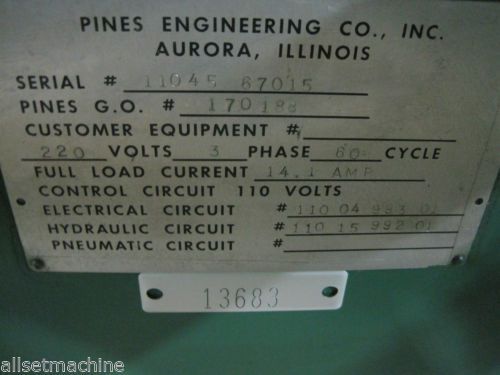 PINES ENGINEERING CO., INC.
AURORA, ILLINOIS
SERIAL # 11045 67015
PINES G.O. # 170188
CUSTOMER EQUIPMENT #
220 VOLTS 3 PHASE 60 CYCLE
FULL LOAD CURRENT 14.1 AMP
CONTROL CIRCUIT 110 VOLTS
ELECTRICAL CIRCUIT # 110 04 983 01
HYDRAULIC CIRCUIT # 110 15 992 01
PNEUMATIC CIRCUIT #
13683
allsetmachine